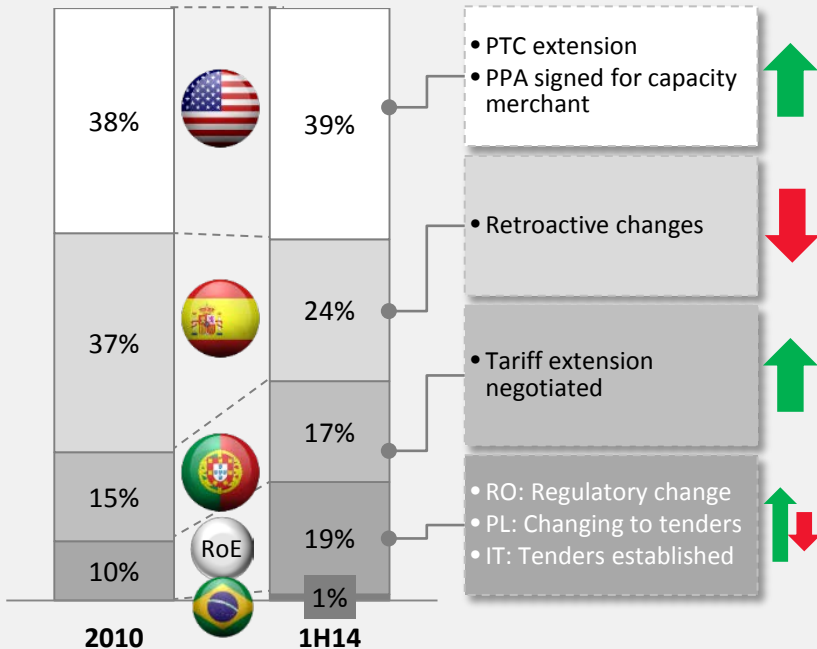 38%
37%
15%
10%
2010
RoE
39%
24%
17%
19%
1%
1H14
• PTC extension
• PPA signed for capacity
merchant
• Retroactive changes
• Tariff extension
negotiated
• RO: Regulatory change
• PL: Changing to tenders
• IT: Tenders established